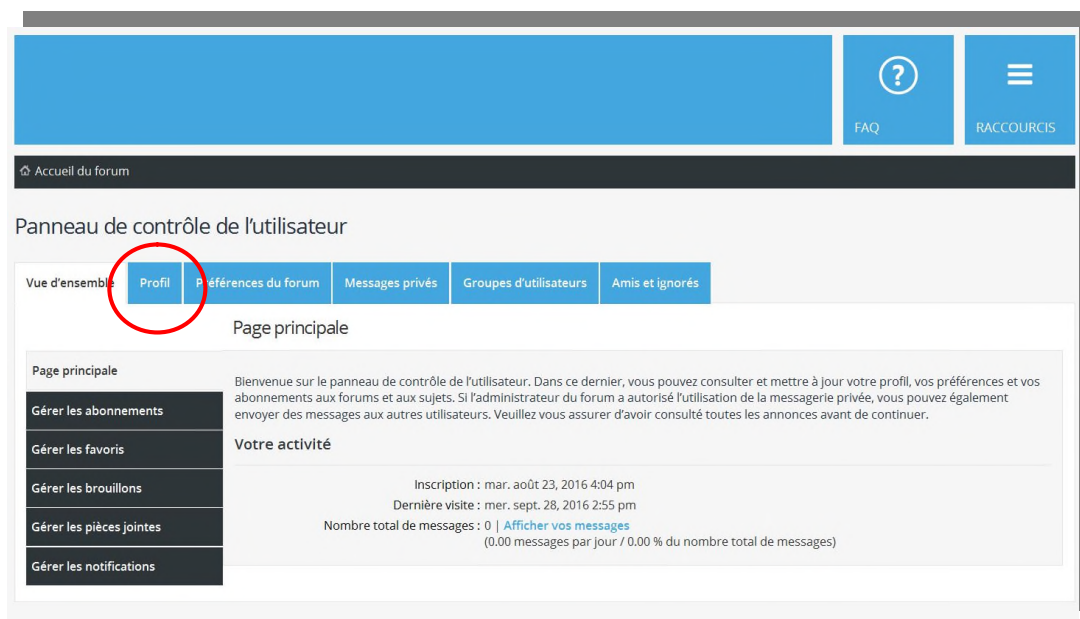 FAQ
RACCOURCIS
Accueil du forum
Panneau de contrôle de l'utilisateur
Vue d'ensemble
Profil
Préférences du forum
Messages privés
Groupes d'utilisateurs
Amis et ignorés
Page principale
Page principale
Gérer les abonnements
Gérer les favoris
Gérer les brouillons
Gérer les pièces jointes
Gérer les notifications
Bienvenue sur le panneau de contrôle de l'utilisateur. Dans ce dernier, vous pouvez consulter et mettre à jour votre profil, vos préférences et vos
abonnements aux forums et aux sujets. Si l'administrateur du forum a autorisé l'utilisation de la messagerie privée, vous pouvez également
envoyer des messages aux autres utilisateurs. Veuillez vous assurer d'avoir consulté toutes les annonces avant de continuer.
Votre activité
Inscription : mar. août 23, 2016 4:04 pm
Dernière visite : mer. sept. 28, 2016 2:55 pm
Nombre total de messages : 0 | Afficher vos messages
(0.00 messages par jour / 0.00 % du nombre total de messages)